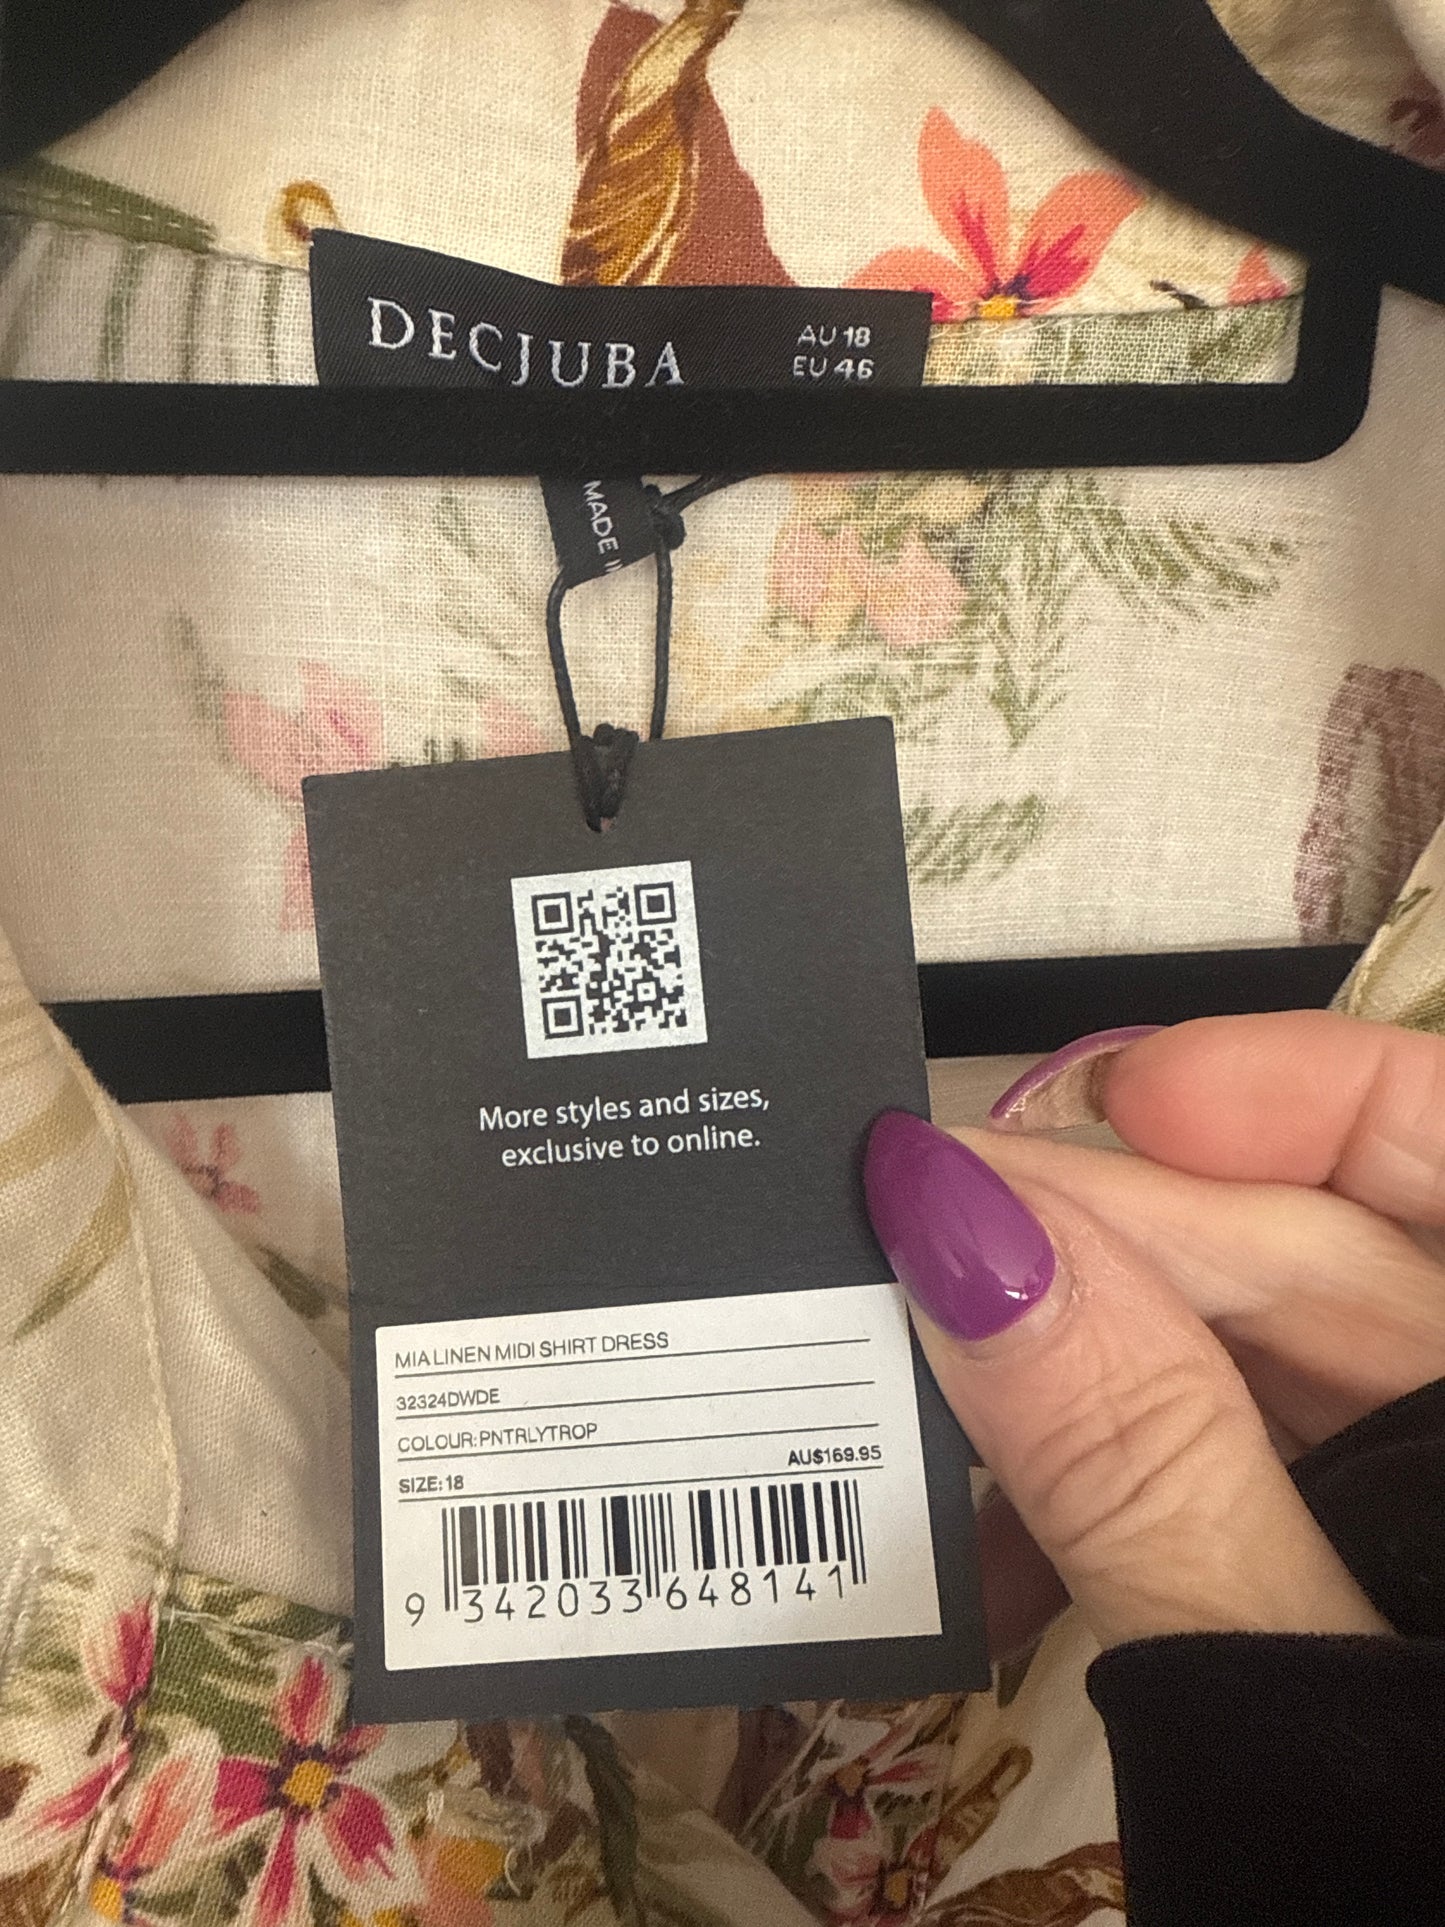 DECJUBA
AU 18
EU 46
MADE
More styles and sizes,
exclusive to online.
MIA LINEN MIDI SHIRT DRESS
32324DWDE
COLOUR:PNTRLYTROP
AU$169.95
SIZE:18
9 342033 648141